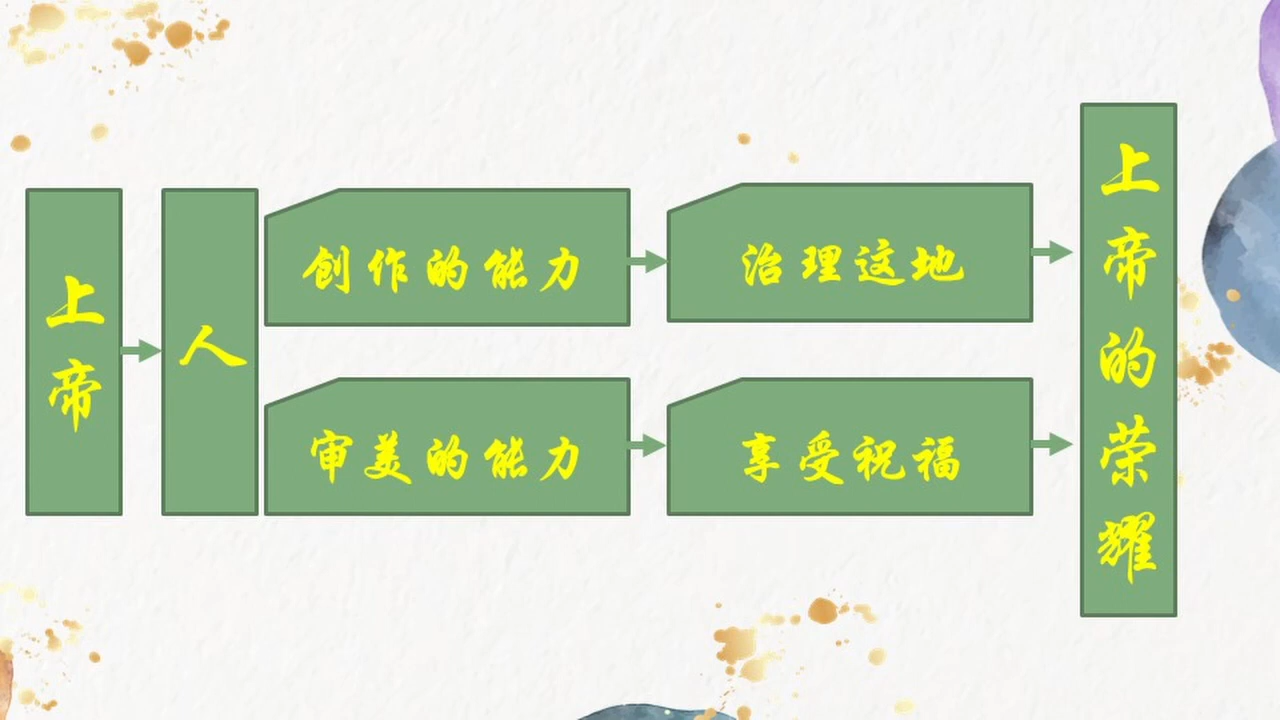 上帝
人
创作的能力
治理这地
审美的能力
享受祝福
上帝的荣耀